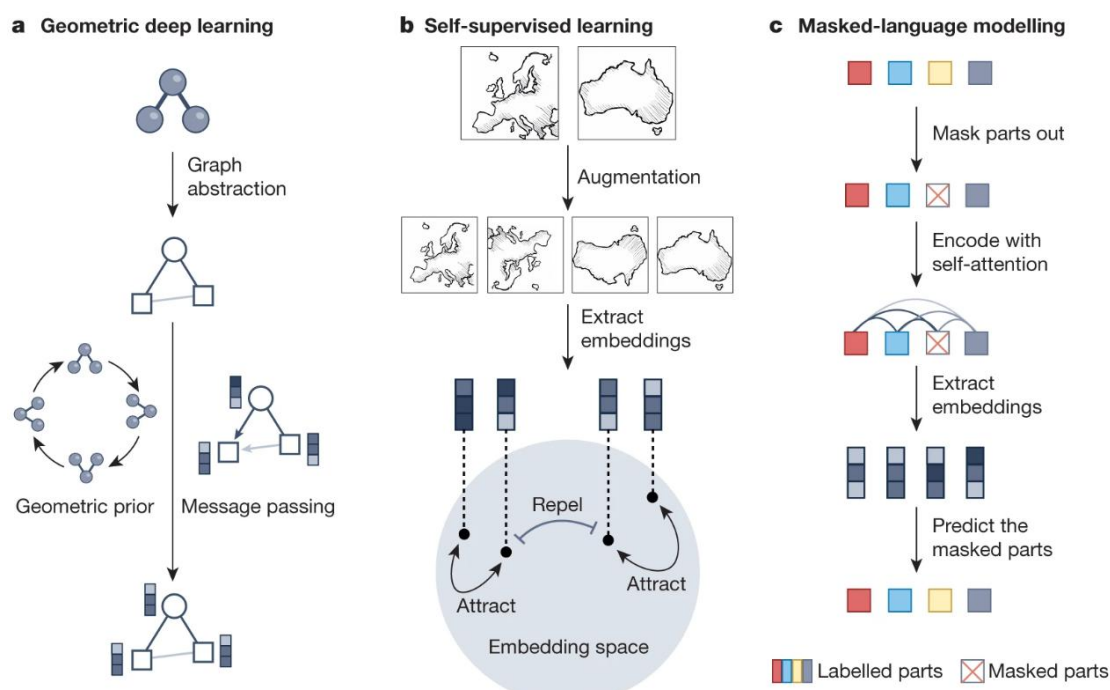 a Geometric deep learning
Graph
abstraction
Geometric prior
Message passing
b Self-supervised learning
Augmentation
Extract
embeddings
Repel
Attract
Attract
Embedding space
c Masked-language modelling
Mask parts out
Encode with
self-attention
Extract
embeddings
Predict the
masked parts
Labelled parts
Masked parts